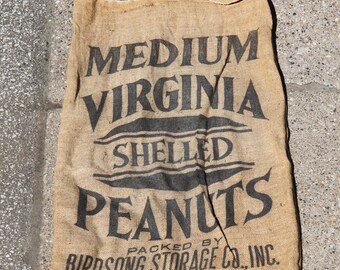 MEDIUM
VIRGINIA
SHELLED
PEANUTS
PACKED BY
BIRDSONG STORAGE CO., INC.